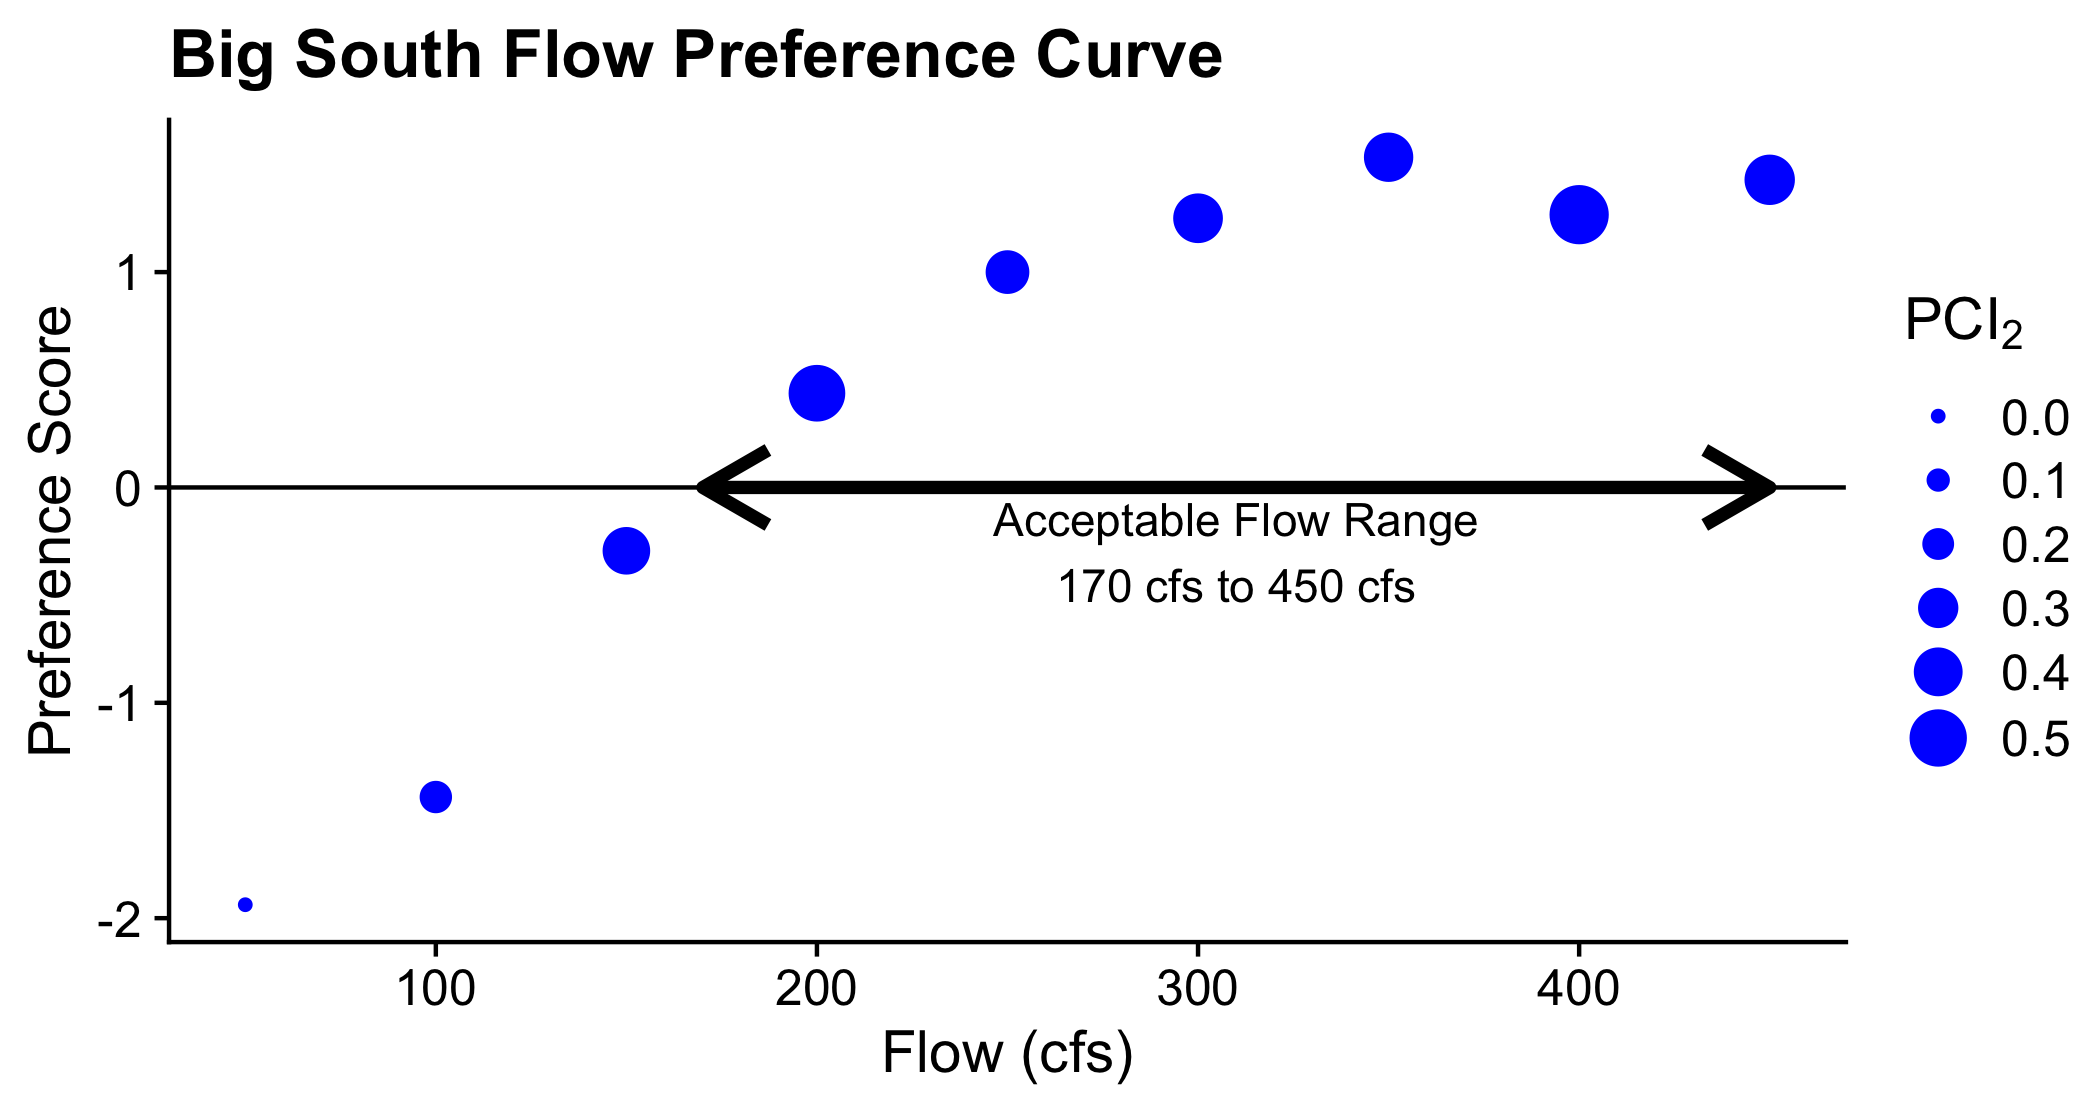 Big South Flow Preference Curve
Preference Score
1
0
-1
-2
Acceptable Flow Range
170 cfs to 450 cfs
100
200
300
400
Flow (cfs)
PCI₂
0.0
0.1
0.2
0.3
0.4
0.5